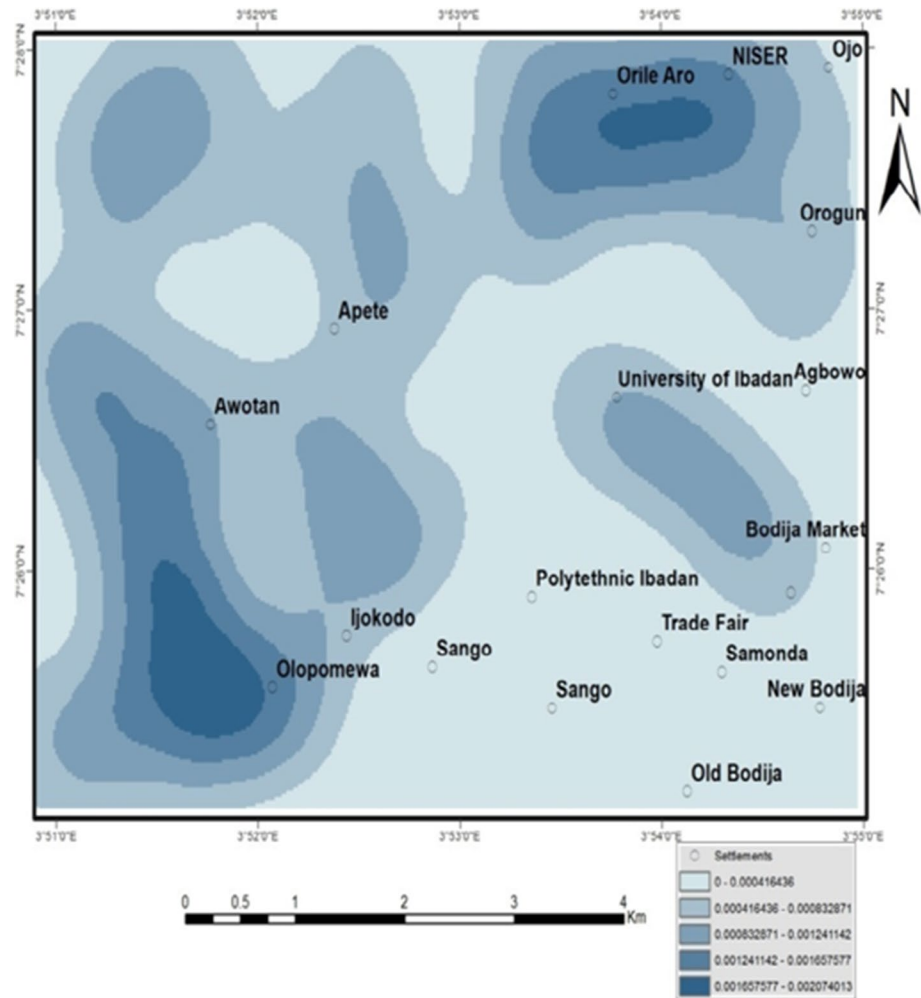 3°51'0"E 3°52'0"E 3°53'0"E 3°54'0"E 3°55'0"E
7°28'0"N
Ojo
NISER
Orile Aro
N
Orogun
7°27'0"N 7°27'0"N
Apete
Agbowo
University of Ibadan
Awotan
Bodija Market
7°26'0"N 7°26'0"N
Polytethnic Ibadan
Ijokodo
Trade Fair
Sango
Samonda
Olopomewa
Sango
New Bodija
Old Bodija
3°51'0"E 3°52'0"E 3°53'0"E 3°54'0"E 3°55'0"E
Settlements
0 - 0.000416436
0.000416436 - 0.000832871
0.000832871 - 0.001241142
0.001241142 - 0.001657577
0.001657577 - 0.002074013
0 0.5 1 2 3 4
Km